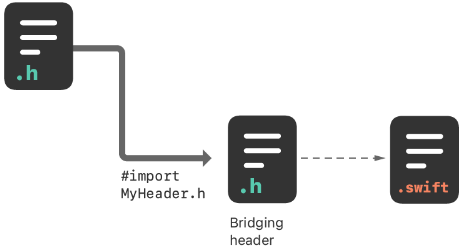 .h
#import
MyHeader.h
.h
Bridging
header
.swift